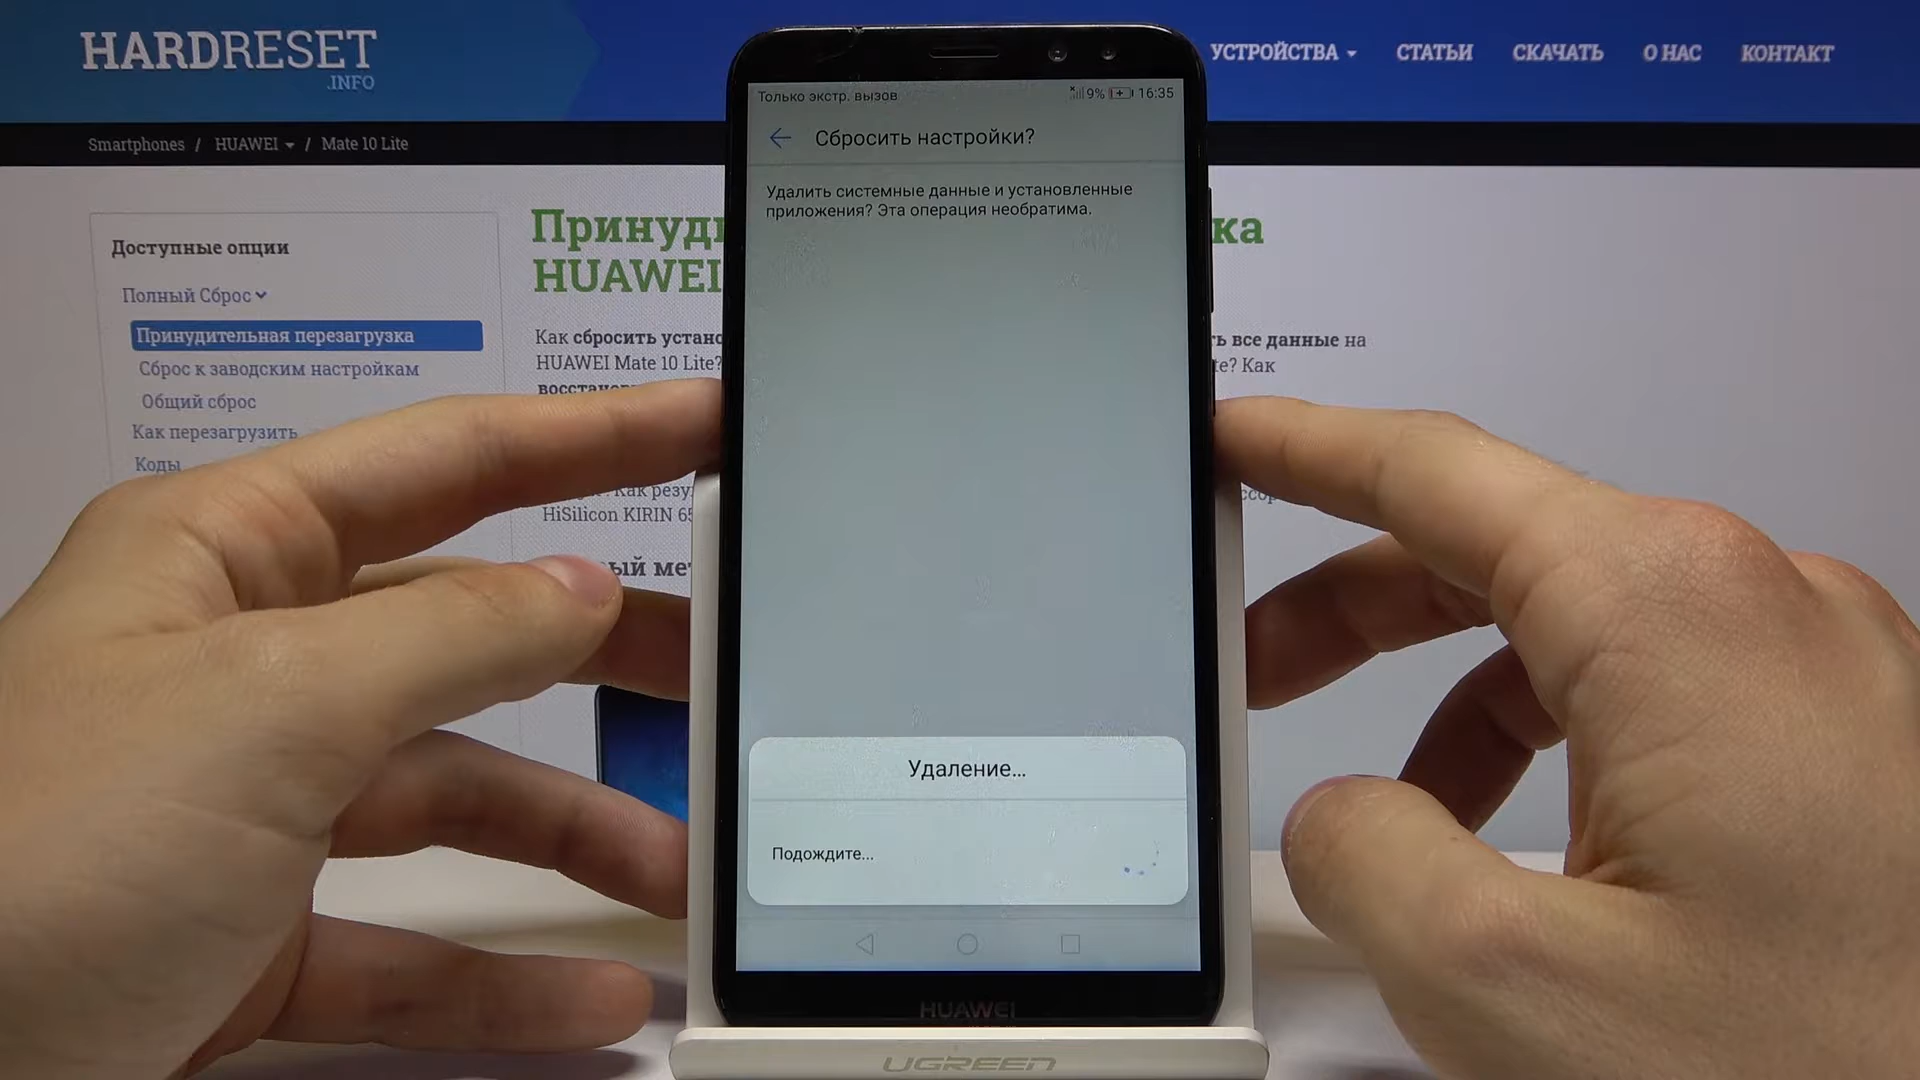 HARDRESET
.INFO
УСТРОЙСТВА
СТАТЬИ
СКАЧАТЬ
О НАС
КОНТАКТ
Smartphones / HUAWEI / Mate 10 Lite
Доступные опции
Полный Сброс
Принудительная перезагрузка
Сброс к заводским настройкам
Общий сброс
Как перезагрузить
Коды
HUAWEI
Как сбросить
HUAWEI Mate 10 Lite?
ть все данные на
te? Как
Как
HiSilicon KIRIN 65
Только экстр. вызов
9% 16:35
Сбросить настройки?
Удалить системные данные и установленные
приложения? Эта операция необратима.
Удаление...
Подождите...
HUAWEI
UGREEN